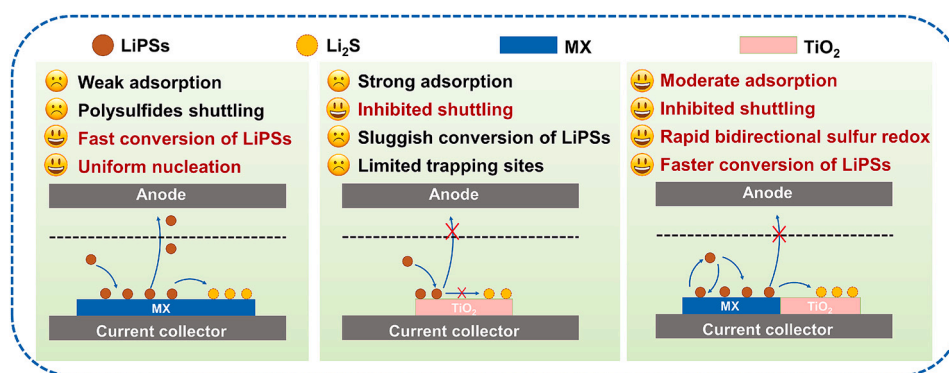 LiPSs
Li₂S
MX
TiO₂
Weak adsorption
Polysulfides shuttling
Fast conversion of LiPSs
Uniform nucleation
Anode
MX
Current collector
Strong adsorption
Inhibited shuttling
Sluggish conversion of LiPSs
Limited trapping sites
Anode
TiO₂
Current collector
Moderate adsorption
Inhibited shuttling
Rapid bidirectional sulfur redox
Faster conversion of LiPSs
Anode
MX
TiO₂
Current collector